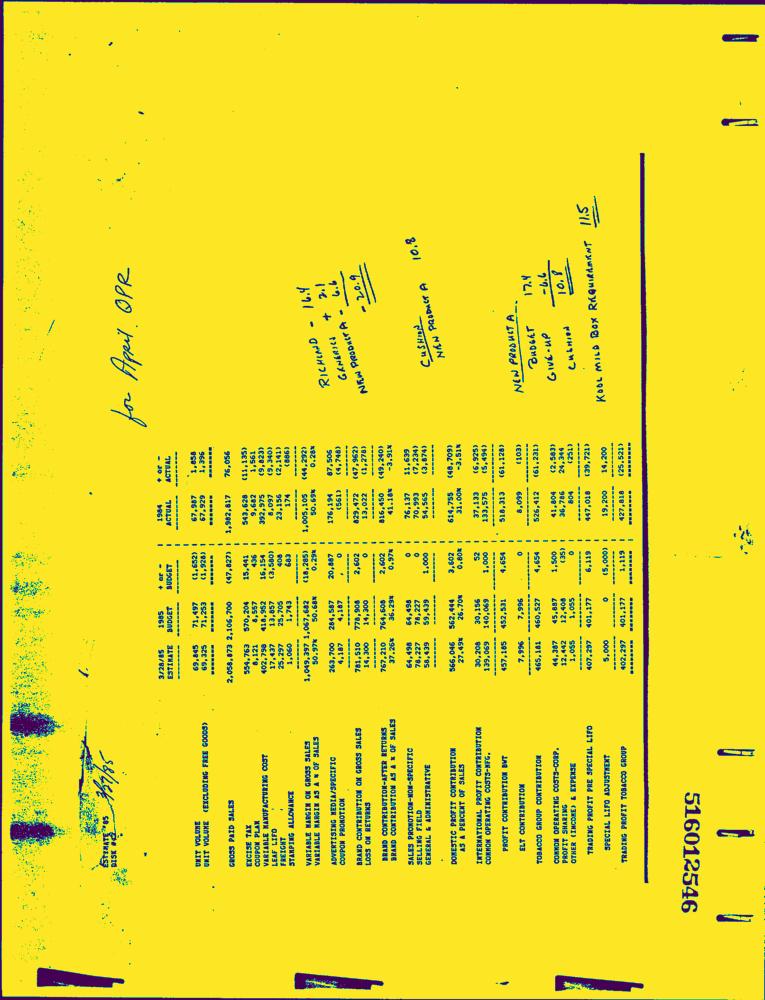 for April OPR
ESTIMATE 05
3/29/85
3/28/85 ESTIMATE | 1985 BUDGET | + or - BUDGET | 1984 ACTUAL | + or - ACTUAL
UNIT VOLUME 69,845 71,497 (1,652) 67,987 1,858
UNIT VOLUME (EXCLUDING FREE GOODS) 69,325 71,253 (1,928) 67,929 1,396
GROSS PAID SALES 2,058,873 2,106,700 (47,827) 1,982,817 76,056
EXCISE TAX 554,763 570,204 15,441 543,628 (11,135)
COUPON PLAN 8,121 8,557 436 9,682 1,561
VARIABLE MANUFACTURING COST 402,798 418,952 16,154 392,975 (9,823)
LEAF LIFO 17,437 13,857 (3,580) 8,097 (9,340)
FREIGHT 25,297 25,705 408 23,156 (2,141)
STAMPING ALLOWANCE 1,060 1,743 683 174 (886)
VARIABLE MARGIN ON GROSS SALES 1,049,397 1,067,682 (18,285) 1,005,105 (44,292)
VARIABLE MARGIN AS A % OF SALES 50.97% 50.68% 0.29% 50.69% 0.28%
ADVERTISING MEDIA/SPECIFIC 263,700 284,587 20,887 176,194 87,506
COUPON PROMOTION 4,187 4,187 0 (561) (4,748)
BRAND CONTRIBUTION ON GROSS SALES 781,510 778,908 2,602 829,472 (47,962)
LOSS ON RETURNS 14,300 14,300 0 13,022 (1,278)
BRAND CONTRIBUTION-AFTER RETURNS 767,210 764,608 2,602 816,450 (49,240)
BRAND CONTRIBUTION AS A % OF SALES 37.26% 36.29% 0.97% 41.18% -3.91%
SALES PROMOTION-NON-SPECIFIC 64,498 64,498 0 76,137 11,639
SELLING FIELD 78,227 78,227 0 70,993 (7,234)
GENERAL & ADMINISTRATIVE 58,439 59,439 1,000 54,565 (3,874)
DOMESTIC PROFIT CONTRIBUTION 566,046 562,444 3,602 614,755 (48,709)
AS A PERCENT OF SALES 27.49% 26.70% 0.80% 31.00% -3.51%
INTERNATIONAL PROFIT CONTRIBUTION 30,208 30,156 52 37,133 (6,925)
COMMON OPERATING COSTS-MFG. 139,069 140,069 1,000 133,575 (5,494)
PROFIT CONTRIBUTION BWT 457,185 452,531 4,654 518,313 (61,128)
ELT CONTRIBUTION 7,996 7,996 0 8,099 (103)
TOBACCO GROUP CONTRIBUTION 465,181 460,527 4,654 526,412 (61,231)
COMMON OPERATING COSTS-CORP. 44,387 45,887 1,500 41,804 (2,583)
PROFIT SHARING 12,442 12,408 (35) 36,786 24,344
OTHER (INCOME) & EXPENSE 1,055 1,055 0 804 (251)
TRADING PROFIT PRE SPECIAL LIFO 407,297 401,177 6,119 447,018 (39,721)
SPECIAL LIFO ADJUSTMENT 5,000 0 (5,000) 19,200 14,200
TRADING PROFIT TOBACCO GROUP 402,297 401,177 1,119 427,818 (25,521)
RICHLAND - 16.4
GENERICS + 2.1
NEW PRODUCT A - 6.6
- 20.9
CUSHION
NEW PRODUCT A 10.8
NEW PRODUCT A
BUDGET 17.4
GIVE-UP -6.6
CUSHION 10.8
KOOL MILD BOX REQUIREMENT 11.5
516012546